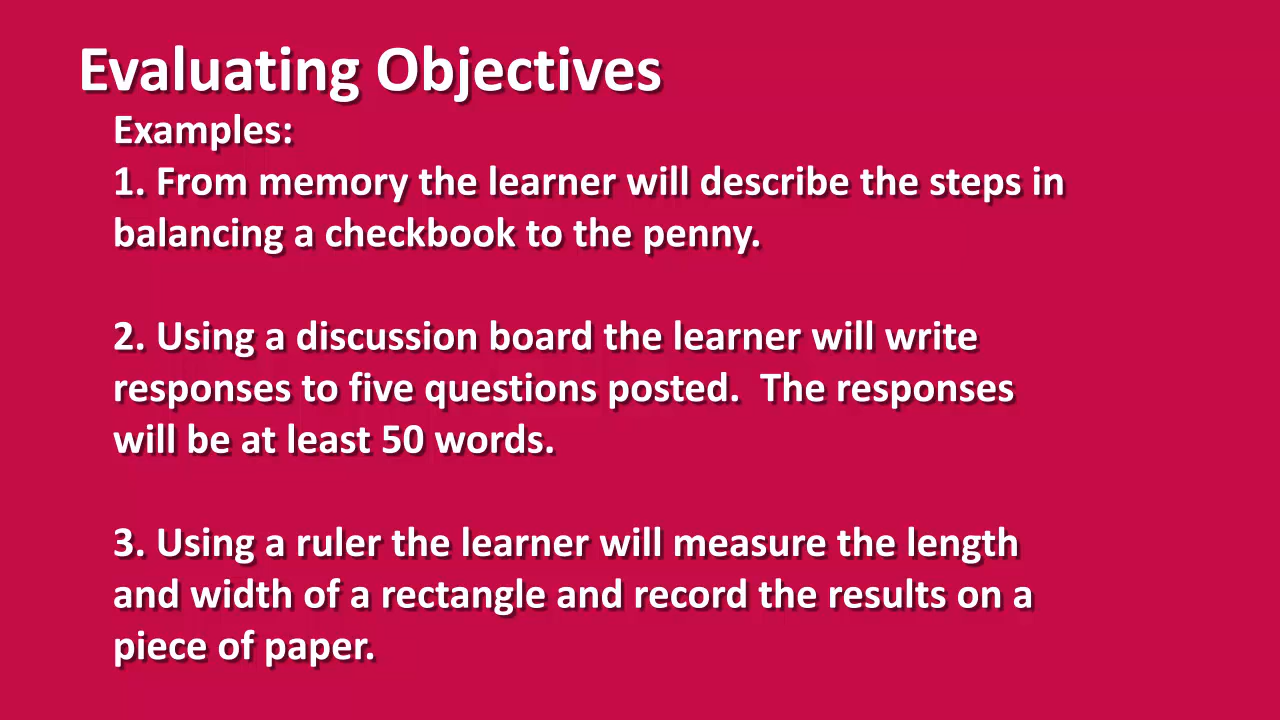 Evaluating Objectives
Examples:
1. From memory the learner will describe the steps in
balancing a checkbook to the penny.
2. Using a discussion board the learner will write
responses to five questions posted.  The responses
will be at least 50 words.
3. Using a ruler the learner will measure the length
and width of a rectangle and record the results on a
piece of paper.